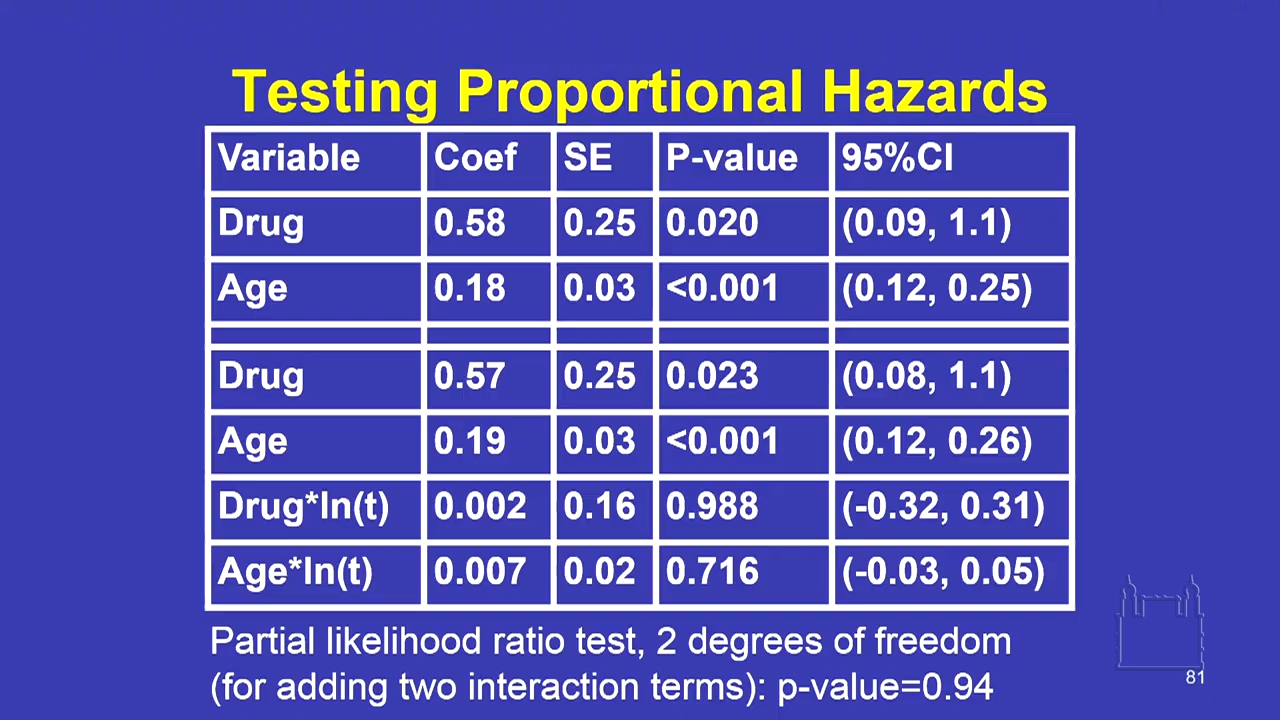 Testing Proportional Hazards
Variable Coef SE P-value 95%CI
Drug 0.58 0.25 0.020 (0.09, 1.1)
Age 0.18 0.03 <0.001 (0.12, 0.25)
Drug 0.57 0.25 0.023 (0.08, 1.1)
Age 0.19 0.03 <0.001 (0.12, 0.26)
Drug*ln(t) 0.002 0.16 0.988 (-0.32, 0.31)
Age*ln(t) 0.007 0.02 0.716 (-0.03, 0.05)
Partial likelihood ratio test, 2 degrees of freedom
(for adding two interaction terms): p-value=0.94
81